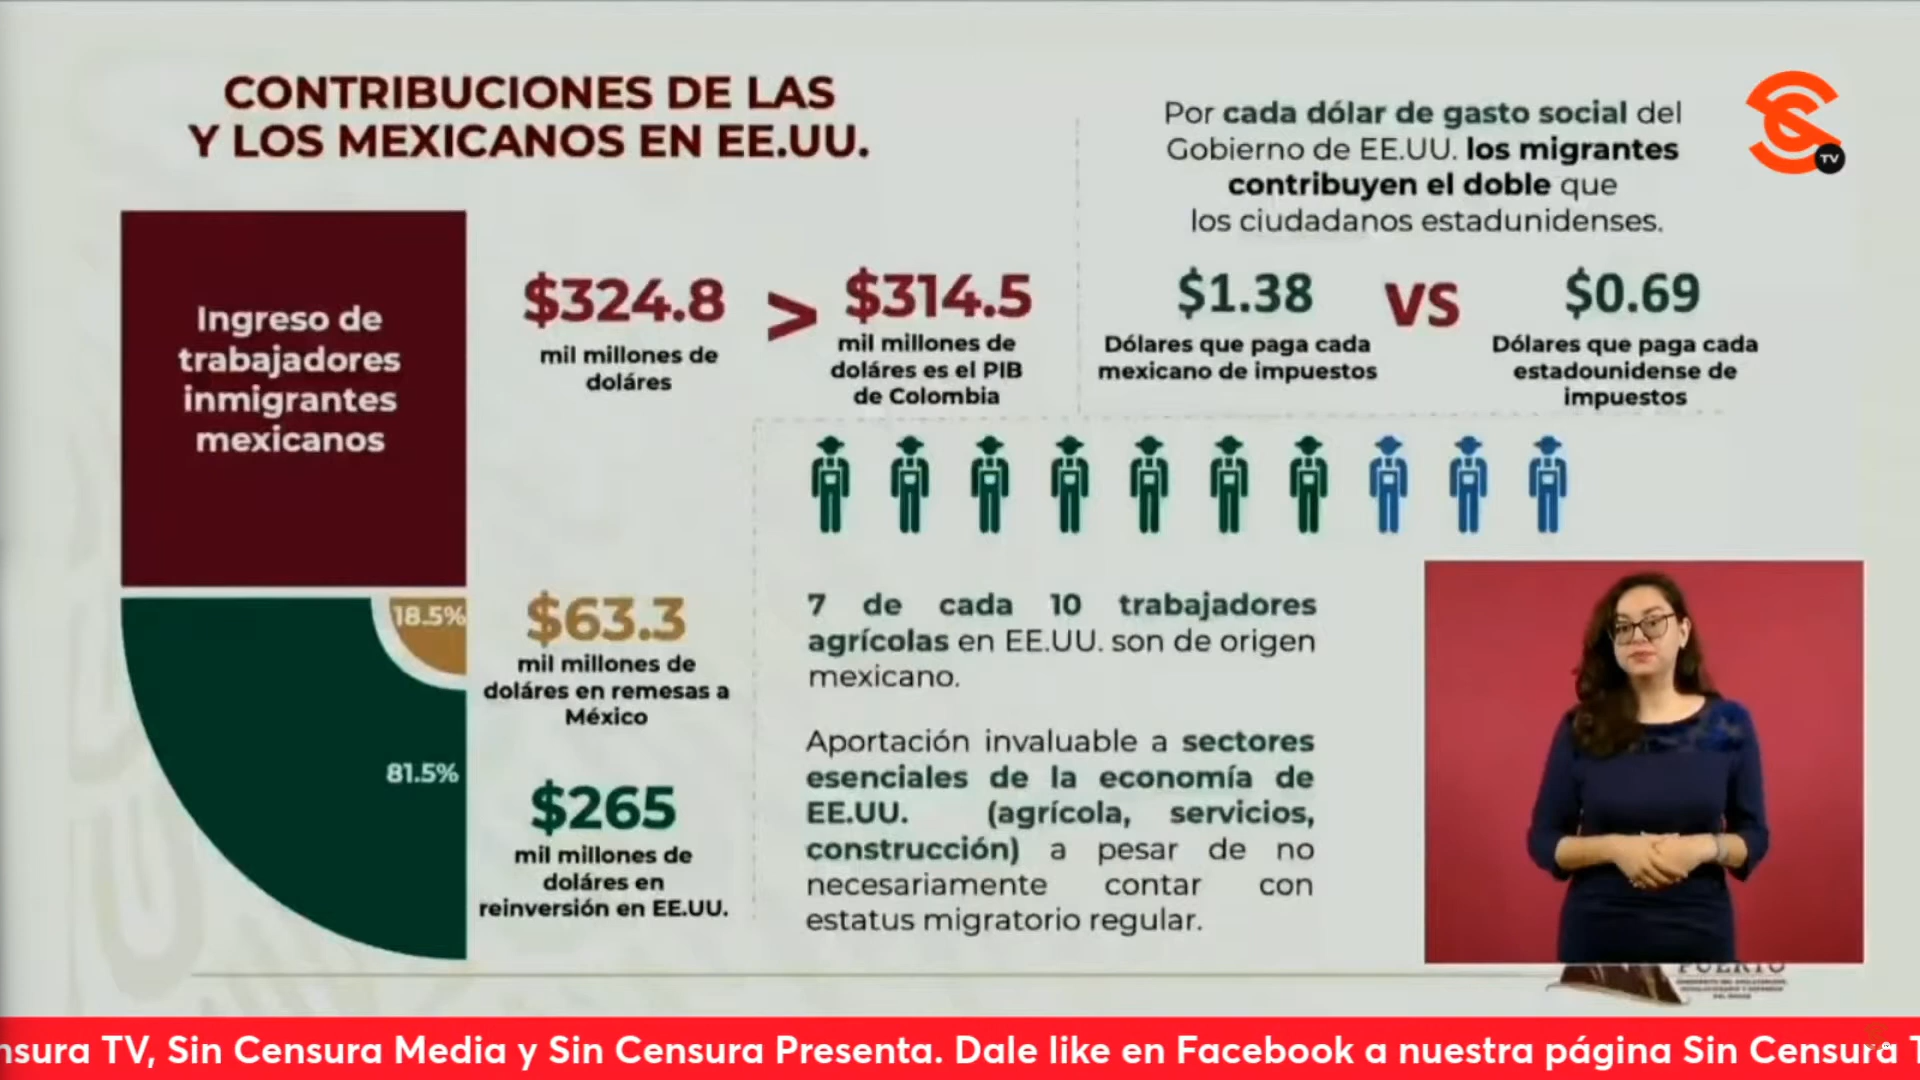 CONTRIBUCIONES DE LAS
Y LOS MEXICANOS EN EE.UU.
Ingreso de
trabajadores
inmigrantes
mexicanos
$324.8
mil millones de
doláres
>
$314.5
mil millones de
doláres es el PIB
de Colombia
Por cada dólar de gasto social del
Gobierno de EE.UU. los migrantes
contribuyen el doble que
los ciudadanos estadunidenses.
$1.38
Dólares que paga cada
mexicano de impuestos
VS
$0.69
Dólares que paga cada
estadounidense de
impuestos
TV
18.5%
81.5%
$63.3
mil millones de
doláres en remesas a
México
$265
mil millones de
doláres en
reinversión en EE.UU.
7 de cada 10 trabajadores
agrícolas en EE.UU. son de origen
mexicano.
Aportación invaluable a sectores
esenciales de la economía de
EE.UU. (agrícola, servicios,
construcción) a pesar de no
necesariamente contar con
estatus migratorio regular.
PUERTO
nsura TV, Sin Censura Media y Sin Censura Presenta. Dale like en Facebook a nuestra página Sin Censura T